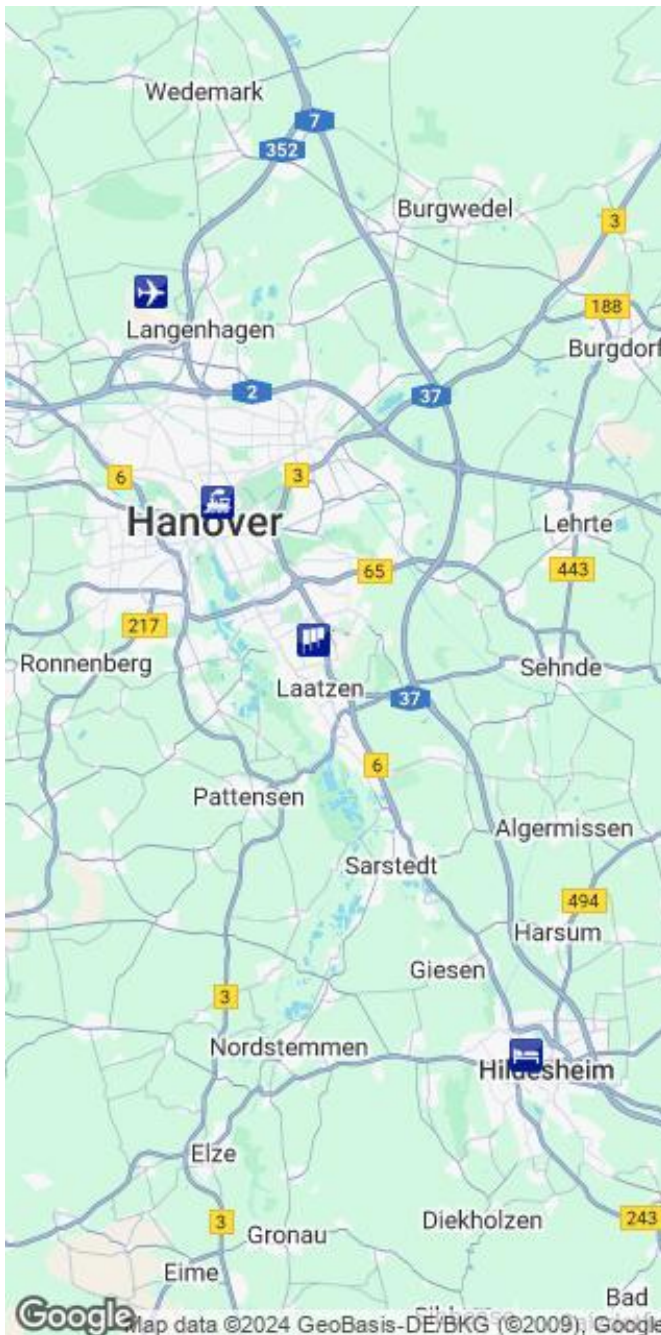 Wedemark
7
352
Burgwedel
3
188
Langenhagen
Burgdorf
2
37
6
3
Hanover
Lehrte
65
443
217
Ronnenberg
Sehnde
Laatzen
37
6
Pattensen
Algermissen
Sarstedt
494
Harsum
Giesen
3
Nordstemmen
Hildesheim
Elze
3
Diekholzen
243
Gronau
Eime
Bad
Google
Map data ©2024 GeoBasis-DE/BKG (©2009), Google